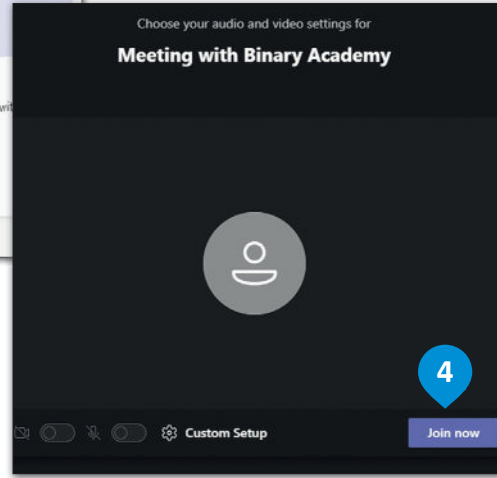 Choose your audio and video settings for
Meeting with Binary Academy
4
Custom Setup
Join now